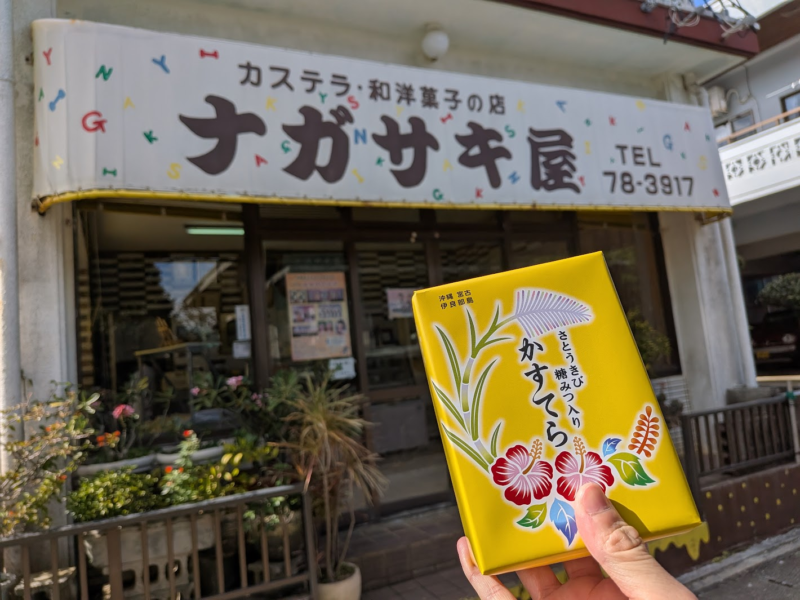 カステラ・和洋菓子の店
ナガサキ屋
TEL
78-3917
沖縄 宮古
伊良部島
さとうきび
糖みつ入り
かすてら